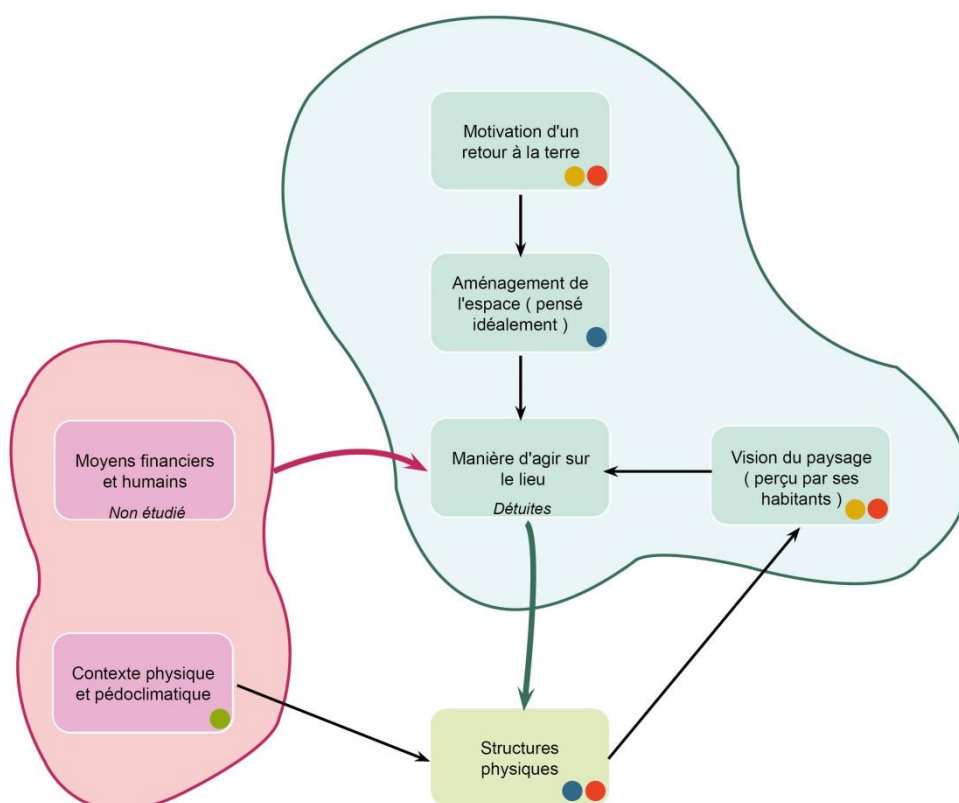 Motivation d'un
retour à la terre
Aménagement de
l'espace ( pensé
idéalement )
Moyens financiers
et humains
Non étudié
Manière d'agir sur
le lieu
Détuites
Vision du paysage
( perçu par ses
habitants )
Contexte physique
et pédoclimatique
Structures
physiques